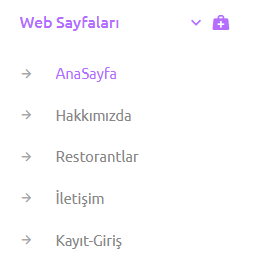 Web Sayfaları
AnaSayfa
Hakkımızda
Restorantlar
İletişim
Kayıt-Giriş